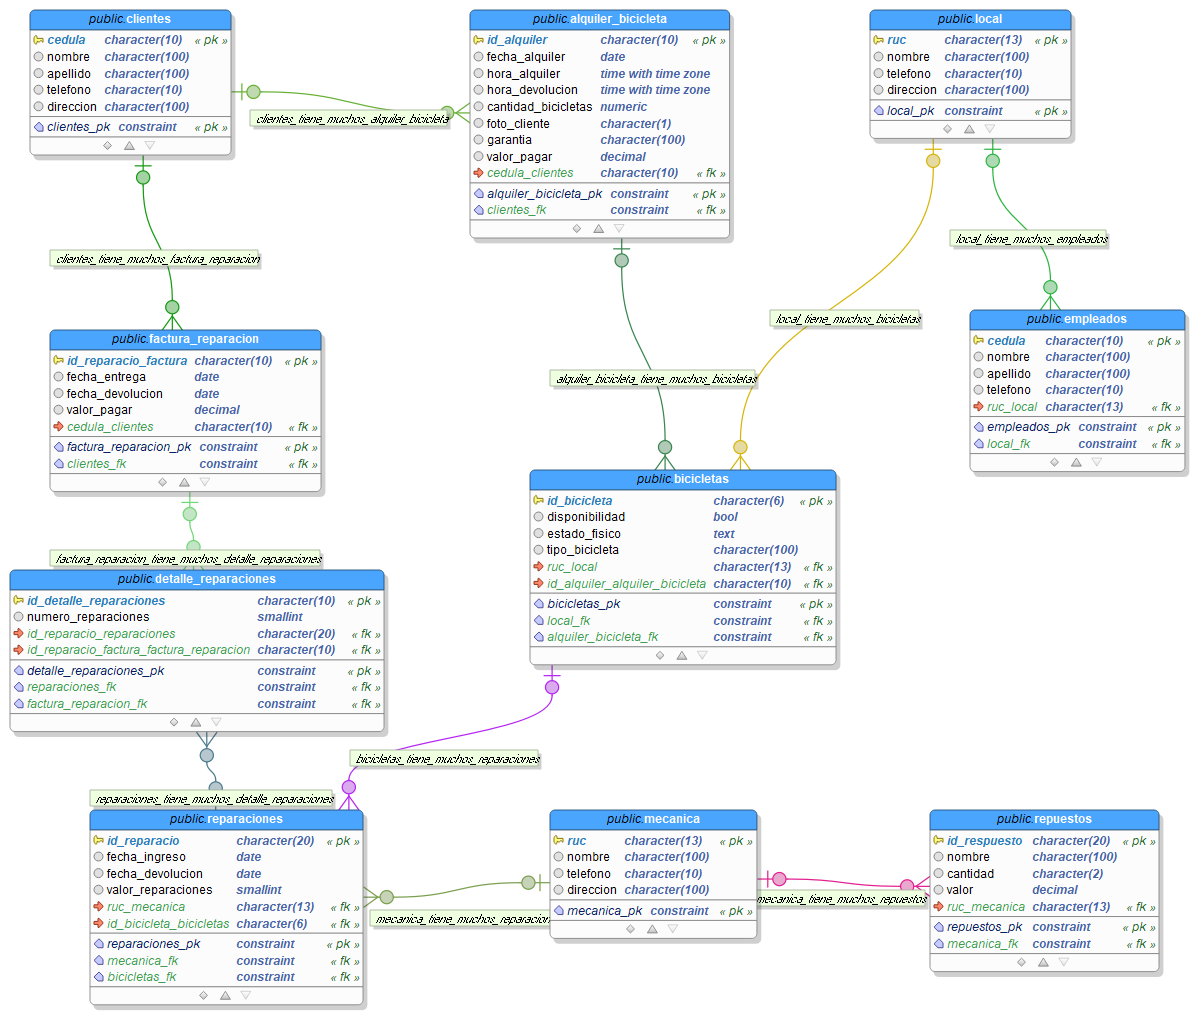 public.clientes
cedula character(10) « pk »
nombre character(100)
apellido character(100)
telefono character(10)
direccion character(100)
clientes_pk constraint « pk »
public.alquiler_bicicleta
id_alquiler character(10) « pk »
fecha_alquiler date
hora_alquiler time with time zone
hora_devolucion time with time zone
cantidad_bicicletas numeric
foto_cliente character(1)
garantia character(100)
valor_pagar decimal
cedula_clientes character(10) « fk »
alquiler_bicicleta_pk constraint « pk »
clientes_fk constraint « fk »
public.local
ruc character(13) « pk »
nombre character(100)
telefono character(10)
direccion character(100)
local_pk constraint « pk »
clientes_tiene_muchos_alquiler_bicicleta
clientes_tiene_muchos_factura_reparacion
local_tiene_muchos_empleados
local_tiene_muchos_bicicletas
alquiler_bicicleta_tiene_muchos_bicicletas
public.factura_reparacion
id_reparacio_factura character(10) « pk »
fecha_entrega date
fecha_devolucion date
valor_pagar decimal
cedula_clientes character(10) « fk »
factura_reparacion_pk constraint « pk »
clientes_fk constraint « fk »
public.empleados
cedula character(10) « pk »
nombre character(100)
apellido character(100)
telefono character(10)
ruc_local character(13) « fk »
empleados_pk constraint « pk »
local_fk constraint « fk »
public.bicicletas
id_bicicleta character(6) « pk »
disponibilidad bool
estado_fisico text
tipo_bicicleta character(100)
ruc_local character(13) « fk »
id_alquiler_alquiler_bicicleta character(10) « fk »
bicicletas_pk constraint « pk »
local_fk constraint « fk »
alquiler_bicicleta_fk constraint « fk »
factura_reparacion_tiene_muchos_detalle_reparaciones
public.detalle_reparaciones
id_detalle_reparaciones character(10) « pk »
numero_reparaciones smallint
id_reparacio_reparaciones character(20) « fk »
id_reparacio_factura_factura_reparacion character(10) « fk »
detalle_reparaciones_pk constraint « pk »
reparaciones_fk constraint « fk »
factura_reparacion_fk constraint « fk »
bicicletas_tiene_muchos_reparaciones
reparaciones_tiene_muchos_detalle_reparaciones
public.reparaciones
id_reparacio character(20) « pk »
fecha_ingreso date
fecha_devolucion date
valor_reparaciones smallint
ruc_mecanica character(13) « fk »
id_bicicleta_bicicletas character(6) « fk »
reparaciones_pk constraint « pk »
mecanica_fk constraint « fk »
bicicletas_fk constraint « fk »
mecanica_tiene_muchos_reparacion
public.mecanica
ruc character(13) « pk »
nombre character(100)
telefono character(10)
direccion character(100)
mecanica_pk constraint « pk »
mecanica_tiene_muchos_repuestos
public.repuestos
id_respuesto character(20) « pk »
nombre character(100)
cantidad character(2)
valor decimal
ruc_mecanica character(13) « fk »
repuestos_pk constraint « pk »
mecanica_fk constraint « fk »